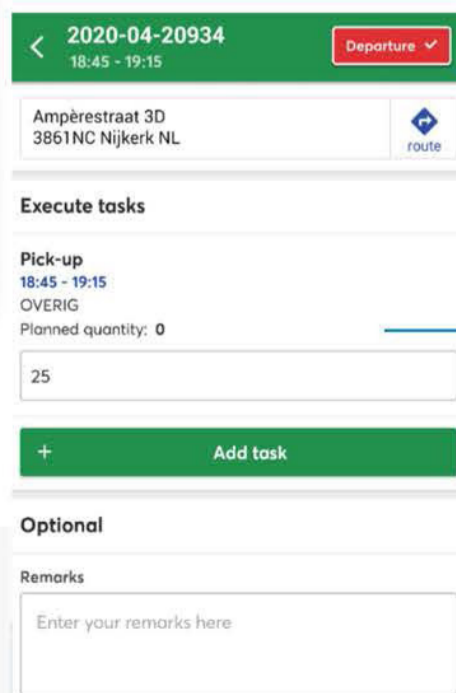 2020-04-20934
18:45 - 19:15
Departure
Ampèrestraat 3D
3861NC Nijkerk NL
route
Execute tasks
Pick-up
18:45 - 19:15
OVERIG
Planned quantity: 0
25
+ Add task
Optional
Remarks
Enter your remarks here